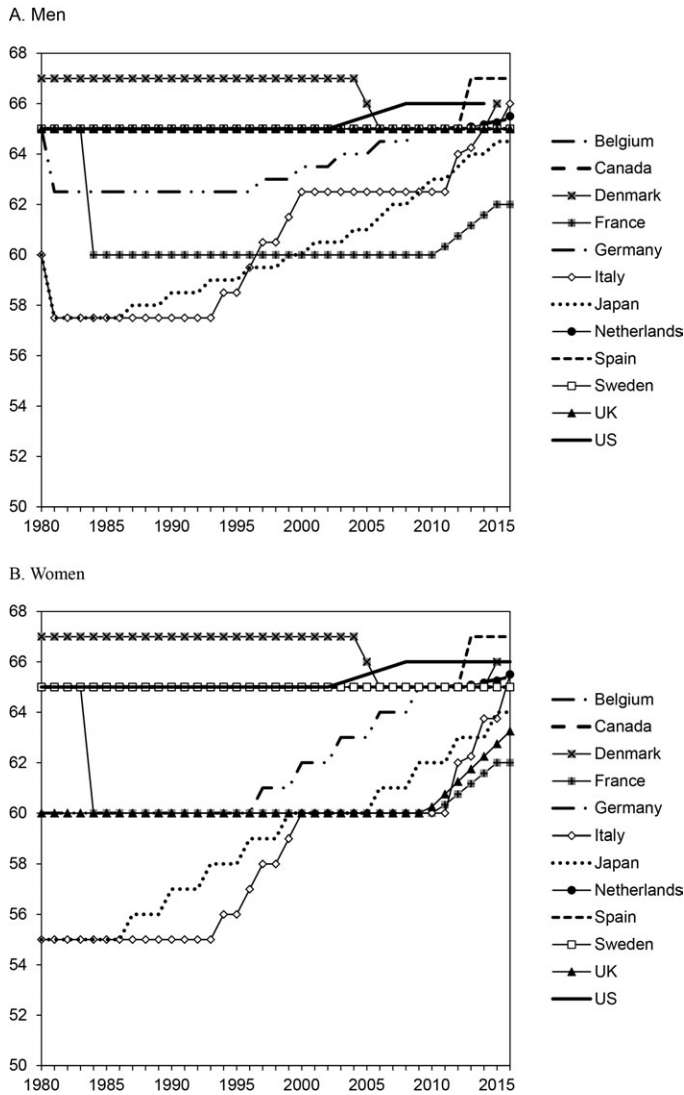 A. Men
68
66
64
62
60
58
56
54
52
50
1980 1985 1990 1995 2000 2005 2010 2015
Belgium
Canada
Denmark
France
Germany
Italy
Japan
Netherlands
Spain
Sweden
UK
US
B. Women
68
66
64
62
60
58
56
54
52
50
1980 1985 1990 1995 2000 2005 2010 2015
Belgium
Canada
Denmark
France
Germany
Italy
Japan
Netherlands
Spain
Sweden
UK
US